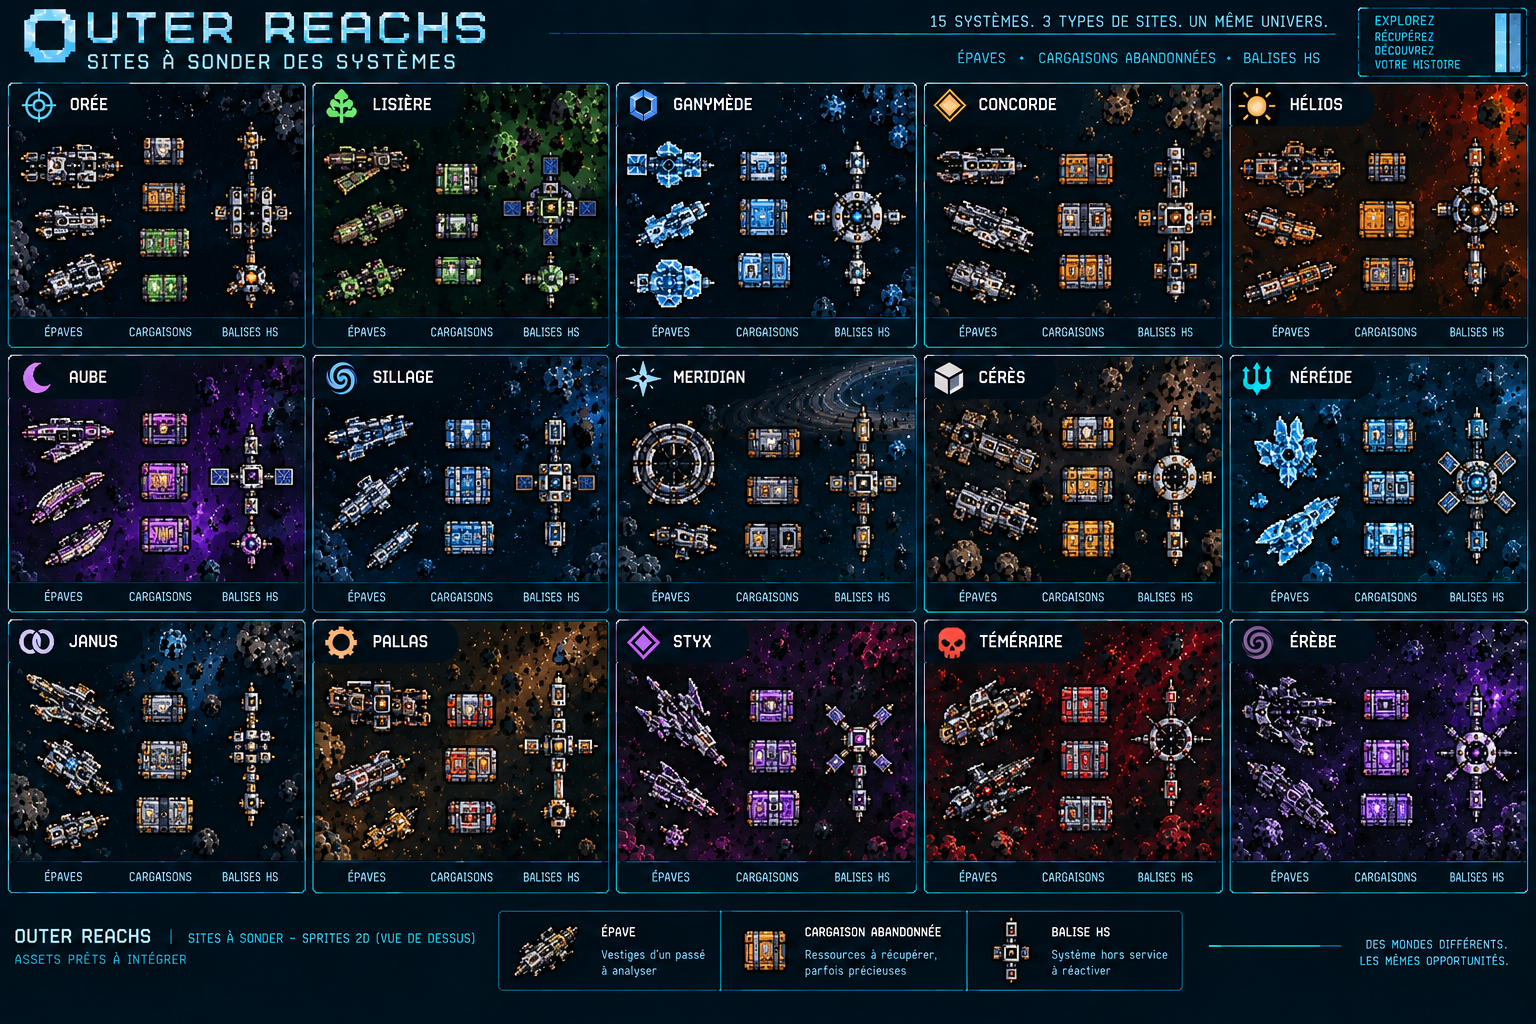 OUTER REACHS
SITES À SONDER DES SYSTÈMES
15 SYSTÈMES. 3 TYPES DE SITES. UN MÊME UNIVERS.
ÉPAVES • CARGAISONS ABANDONNÉES • BALISES HS
EXPLOREZ
RÉCUPÉREZ
DÉCOUVREZ
VOTRE HISTOIRE
ORÉE
ÉPAVES CARGAISONS BALISES HS
LISIÈRE
ÉPAVES CARGAISONS BALISES HS
GANYMÈDE
ÉPAVES CARGAISONS BALISES HS
CONCORDE
ÉPAVES CARGAISONS BALISES HS
HÉLIOS
ÉPAVES CARGAISONS BALISES HS
AUBE
ÉPAVES CARGAISONS BALISES HS
SILLAGE
ÉPAVES CARGAISONS BALISES HS
MERIDIAN
ÉPAVES CARGAISONS BALISES HS
CÉRÈS
ÉPAVES CARGAISONS BALISES HS
NÉRÉIDE
ÉPAVES CARGAISONS BALISES HS
JANUS
ÉPAVES CARGAISONS BALISES HS
PALLAS
ÉPAVES CARGAISONS BALISES HS
STYX
ÉPAVES CARGAISONS BALISES HS
TÉMÉRAIRE
ÉPAVES CARGAISONS BALISES HS
ÉRÈBE
ÉPAVES CARGAISONS BALISES HS
OUTER REACHS | SITES À SONDER – SPRITES 2D (VUE DE DESSUS)
ASSETS PRÊTS À INTÉGRER
ÉPAVE
Vestiges d'un passé
à analyser
CARGAISON ABANDONNÉE
Ressources à récupérer,
parfois précieuses
BALISE HS
Système hors service
à réactiver
DES MONDES DIFFÉRENTS.
LES MÊMES OPPORTUNITÉS.